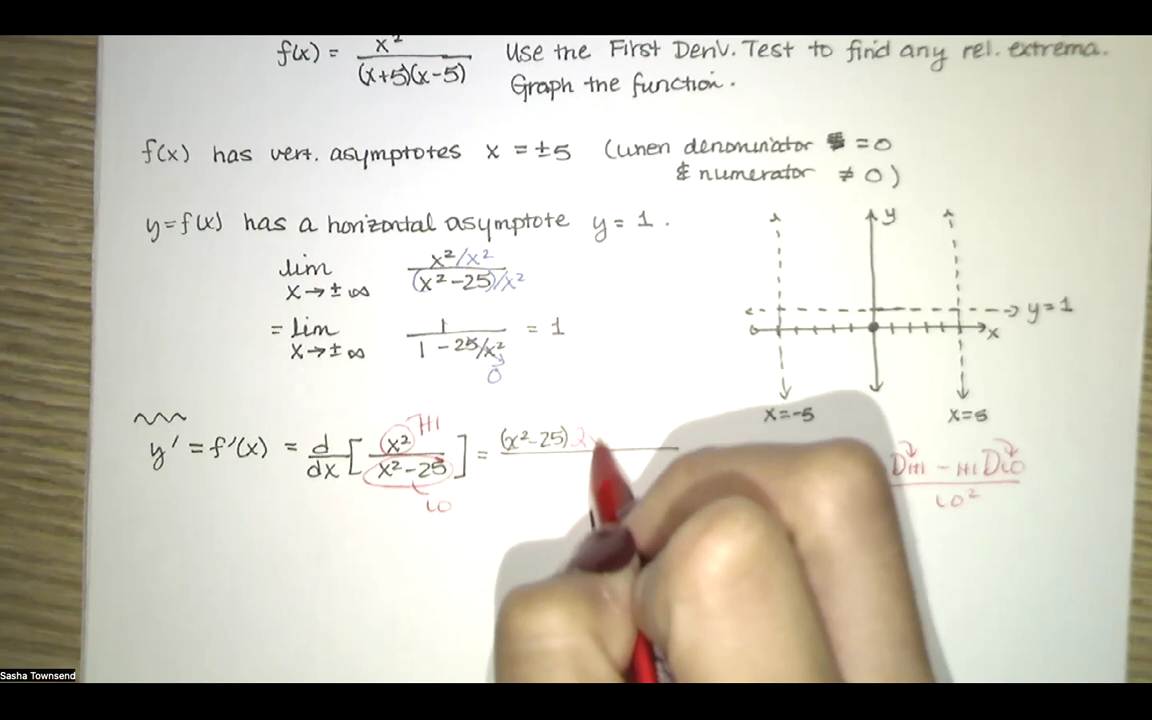 f(x) = x² / (x+5)(x-5) Use the First Deriv. Test to find any rel. extrema.
Graph the function.
f(x) has vert. asymptotes x = ±5 (when denominator = 0
& numerator ≠ 0)
y=f(x) has a horizontal asymptote y = 1.
lim x→±∞ x²/x² / (x²-25)/x²
= lim x→±∞ 1 / 1 - 25/x² = 1
0
y
y=1
x
x=-5
x=5
y' = f'(x) = d/dx [ x² / x²-25 ] = (x²-25) 2x
HI
LO
DHI - HI DLO
LO²
Sasha Townsend